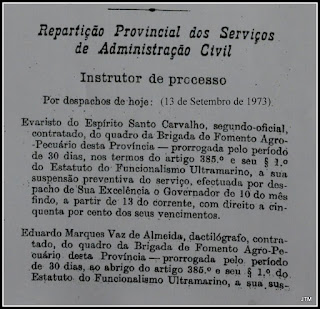 Repartição Provincial dos Serviços
de Administração Civil
Instrutor de processo
Por despachos de hoje: (13 de Setembro de 1973).
Evaristo do Espírito Santo Carvalho, segundo-oficial,
contratado, do quadro da Brigada de Fomento Agro-
-Pecuário desta Província — prorrogada pelo período
de 30 dias, nos termos do artigo 385.º e seu § 1.º
do Estatuto do Funcionalismo Ultramarino, a sua
suspensão preventiva do serviço, efectuada por des-
pacho de Sua Excelência o Governador de 10 do mês
findo, a partir de 13 do corrente, com direito a cin-
quenta por cento dos seus vencimentos.
Eduardo Marques Vaz de Almeida, dactilógrafo, contra-
tado, do quadro da Brigada de Fomento Agro-Pe-
cuário desta Província — prorrogada pelo período
de 30 dias, ao abrigo do artigo 385.º e seu § 1.º do
Estatuto do Funcionalismo Ultramarino, a sua sus-
JTM